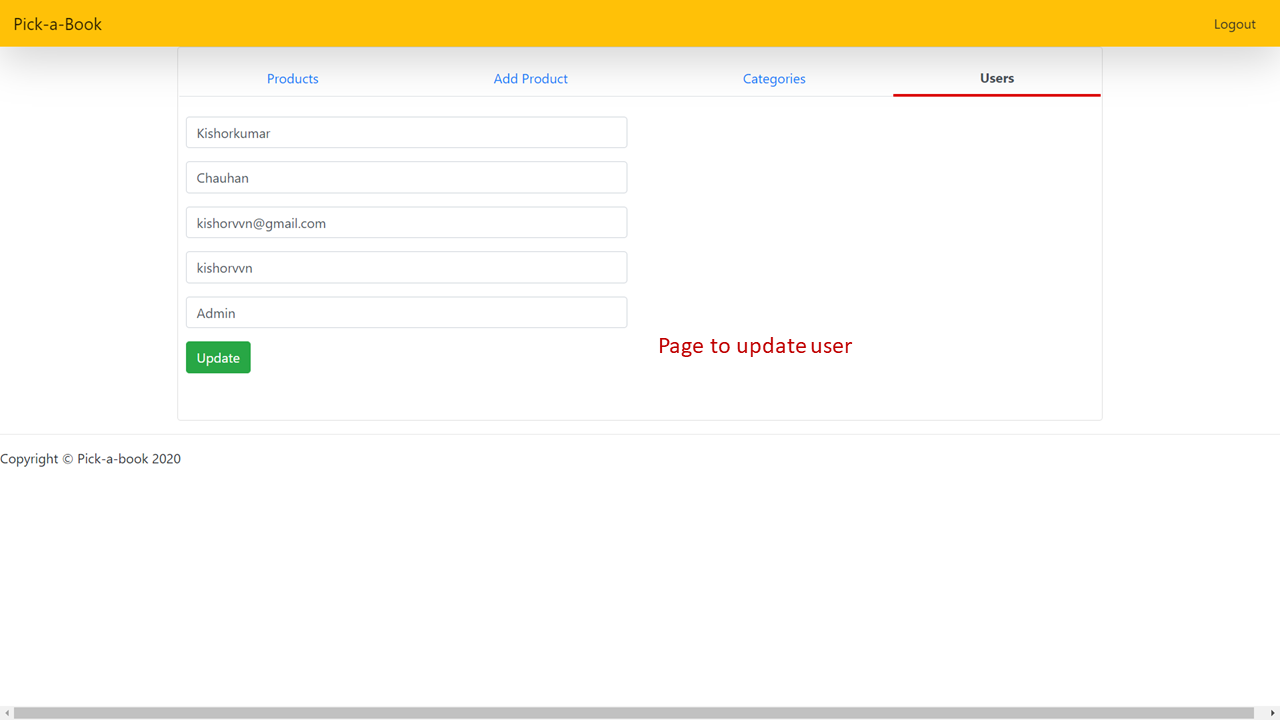 Pick-a-Book
Logout
Products
Add Product
Categories
Users
Kishorkumar
Chauhan
kishorvvn@gmail.com
kishorvvn
Admin
Page to update user
Update
Copyright © Pick-a-book 2020